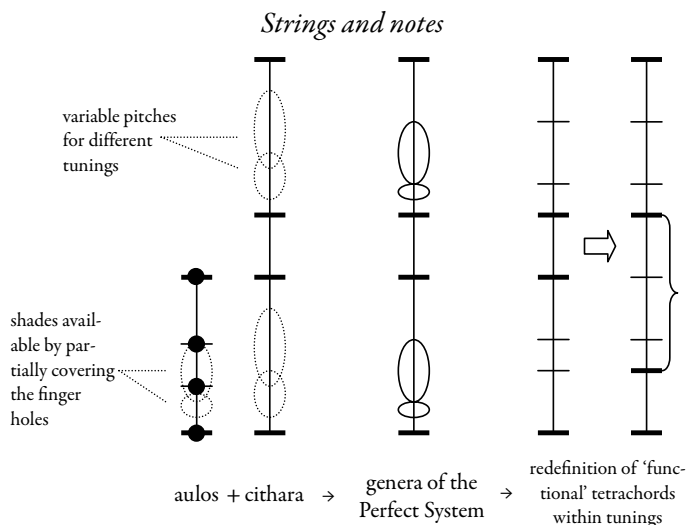 Strings and notes
variable pitches
for different
tunings
shades avail-
able by par-
tially covering
the finger
holes
aulos + cithara →
genera of the
Perfect System
→
redefinition of ‘func-
tional’ tetrachords
within tunings